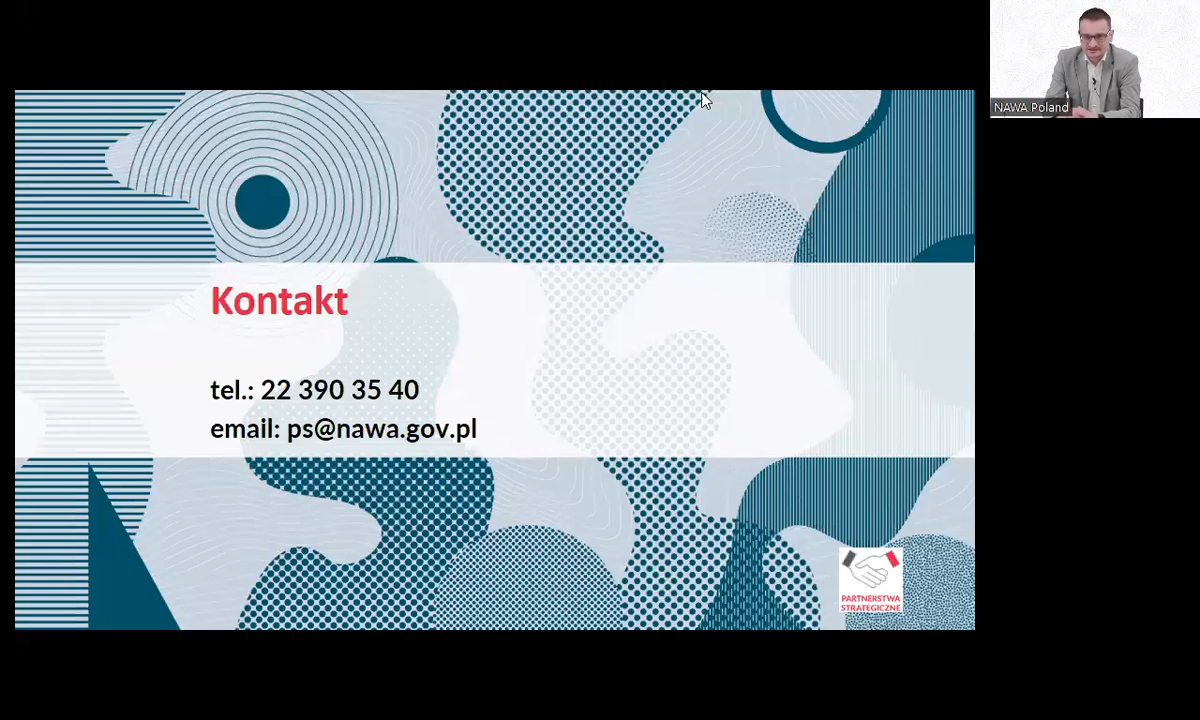 NAWA Poland
Kontakt
tel.: 22 390 35 40
email: ps@nawa.gov.pl
PARTNERSTWA
STRATEGICZNE